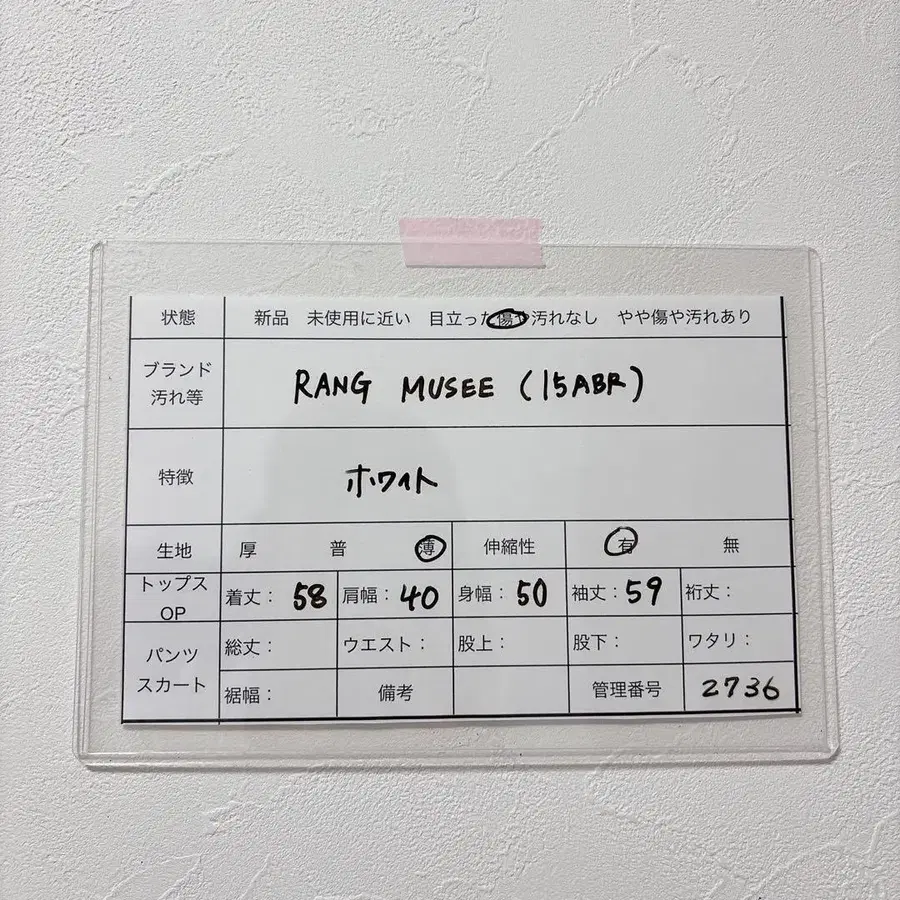 状態 新品 未使用に近い 目立った傷や汚れなし やや傷や汚れあり
ブランド
汚れ等
RANG MUSEE (15ABR)
特徴 ホワイト
生地 厚 普 薄 伸縮性 有 無
トップス
OP
着丈: 58 肩幅: 40 身幅: 50 袖丈: 59 裄丈:
パンツ
スカート
総丈: ウエスト: 股上: 股下: ワタリ:
裾幅: 備考 管理番号 2736